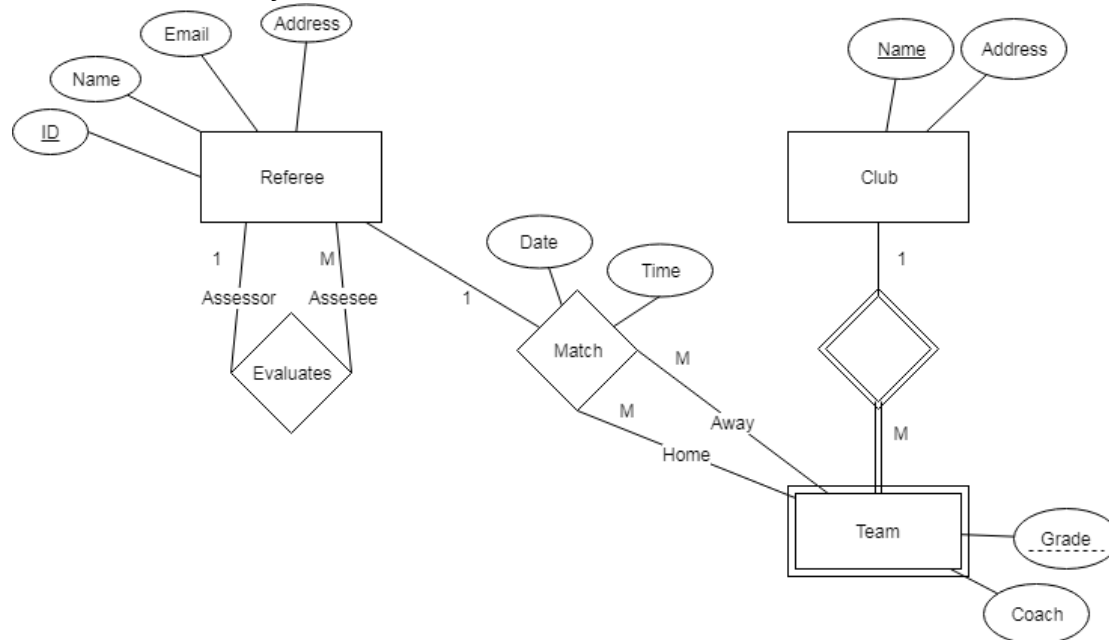 Address
Email
Name
ID
Referee
Name
Address
Club
1
M
Assessor
Assesee
Evaluates
Date
Time
1
Match
M
M
Away
Home
1
M
Team
Grade
Coach